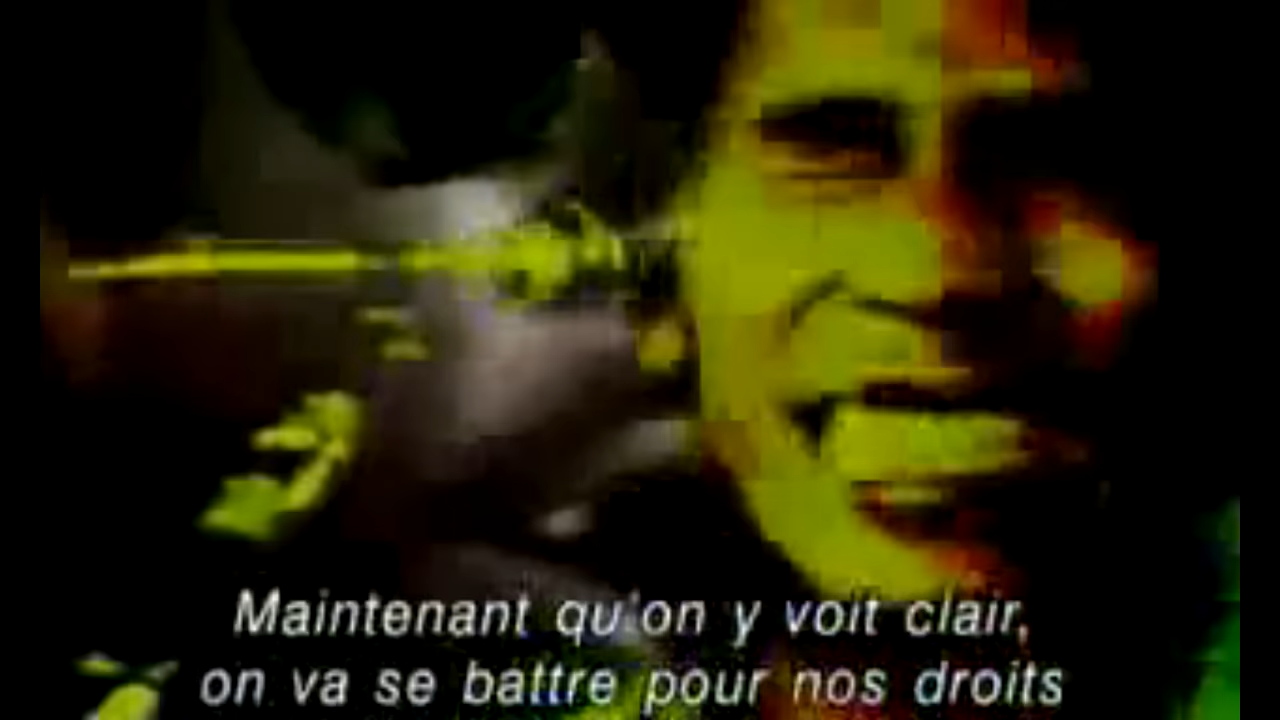 Maintenant qu'on y voit clair,
on va se battre pour nos droits